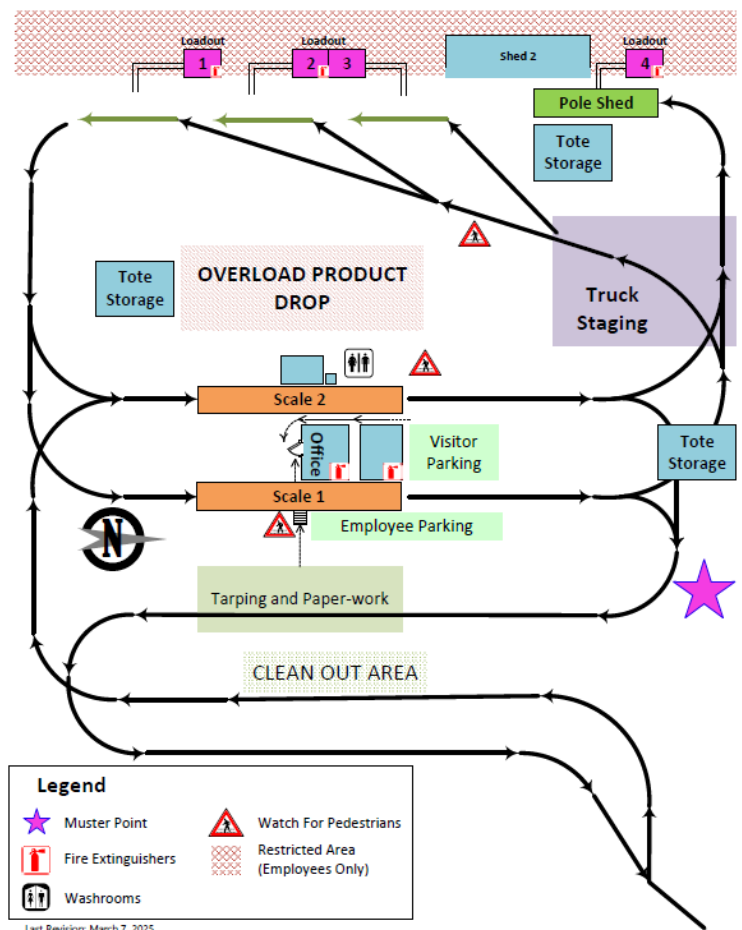 Loadout
Loadout
Loadout
1
2
3
Shed 2
4
Pole Shed
Tote
Storage
Truck
Staging
Tote
Storage
OVERLOAD PRODUCT
DROP
Scale 2
Office
Visitor
Parking
Tote
Storage
Scale 1
N
Employee Parking
Tarping and Paper-work
CLEAN OUT AREA
Legend
Muster Point
Watch For Pedestrians
Fire Extinguishers
Restricted Area
(Employees Only)
Washrooms
Last Revision: March 7, 2025